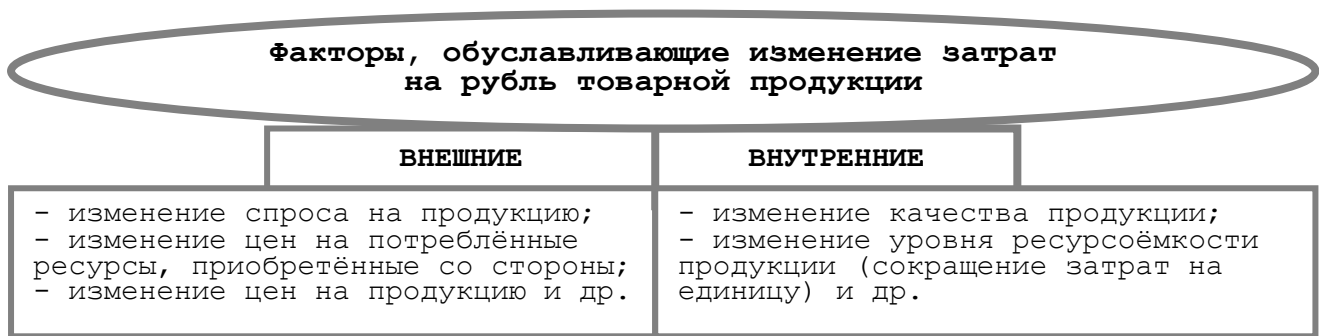 Факторы, обуславливающие изменение затрат
на рубль товарной продукции
ВНЕШНИЕ
ВНУТРЕННИЕ
- изменение спроса на продукцию;
- изменение цен на потреблённые
ресурсы, приобретённые со стороны;
- изменение цен на продукцию и др.
- изменение качества продукции;
- изменение уровня ресурсоёмкости
продукции (сокращение затрат на
единицу) и др.